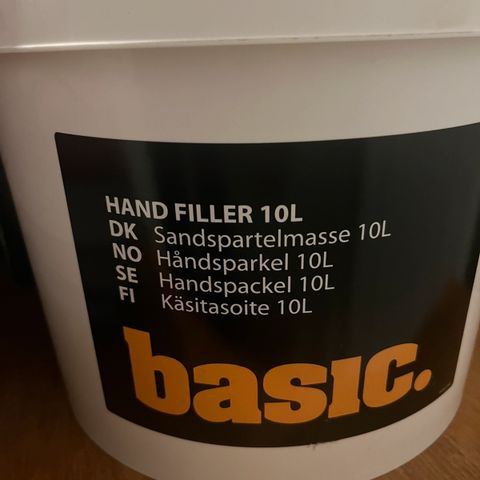 HAND FILLER 10L
DK Sandspartelmasse 10L
NO Håndsparkel 10L
SE Handspackel 10L
FI Käsitasoite 10L
basic.